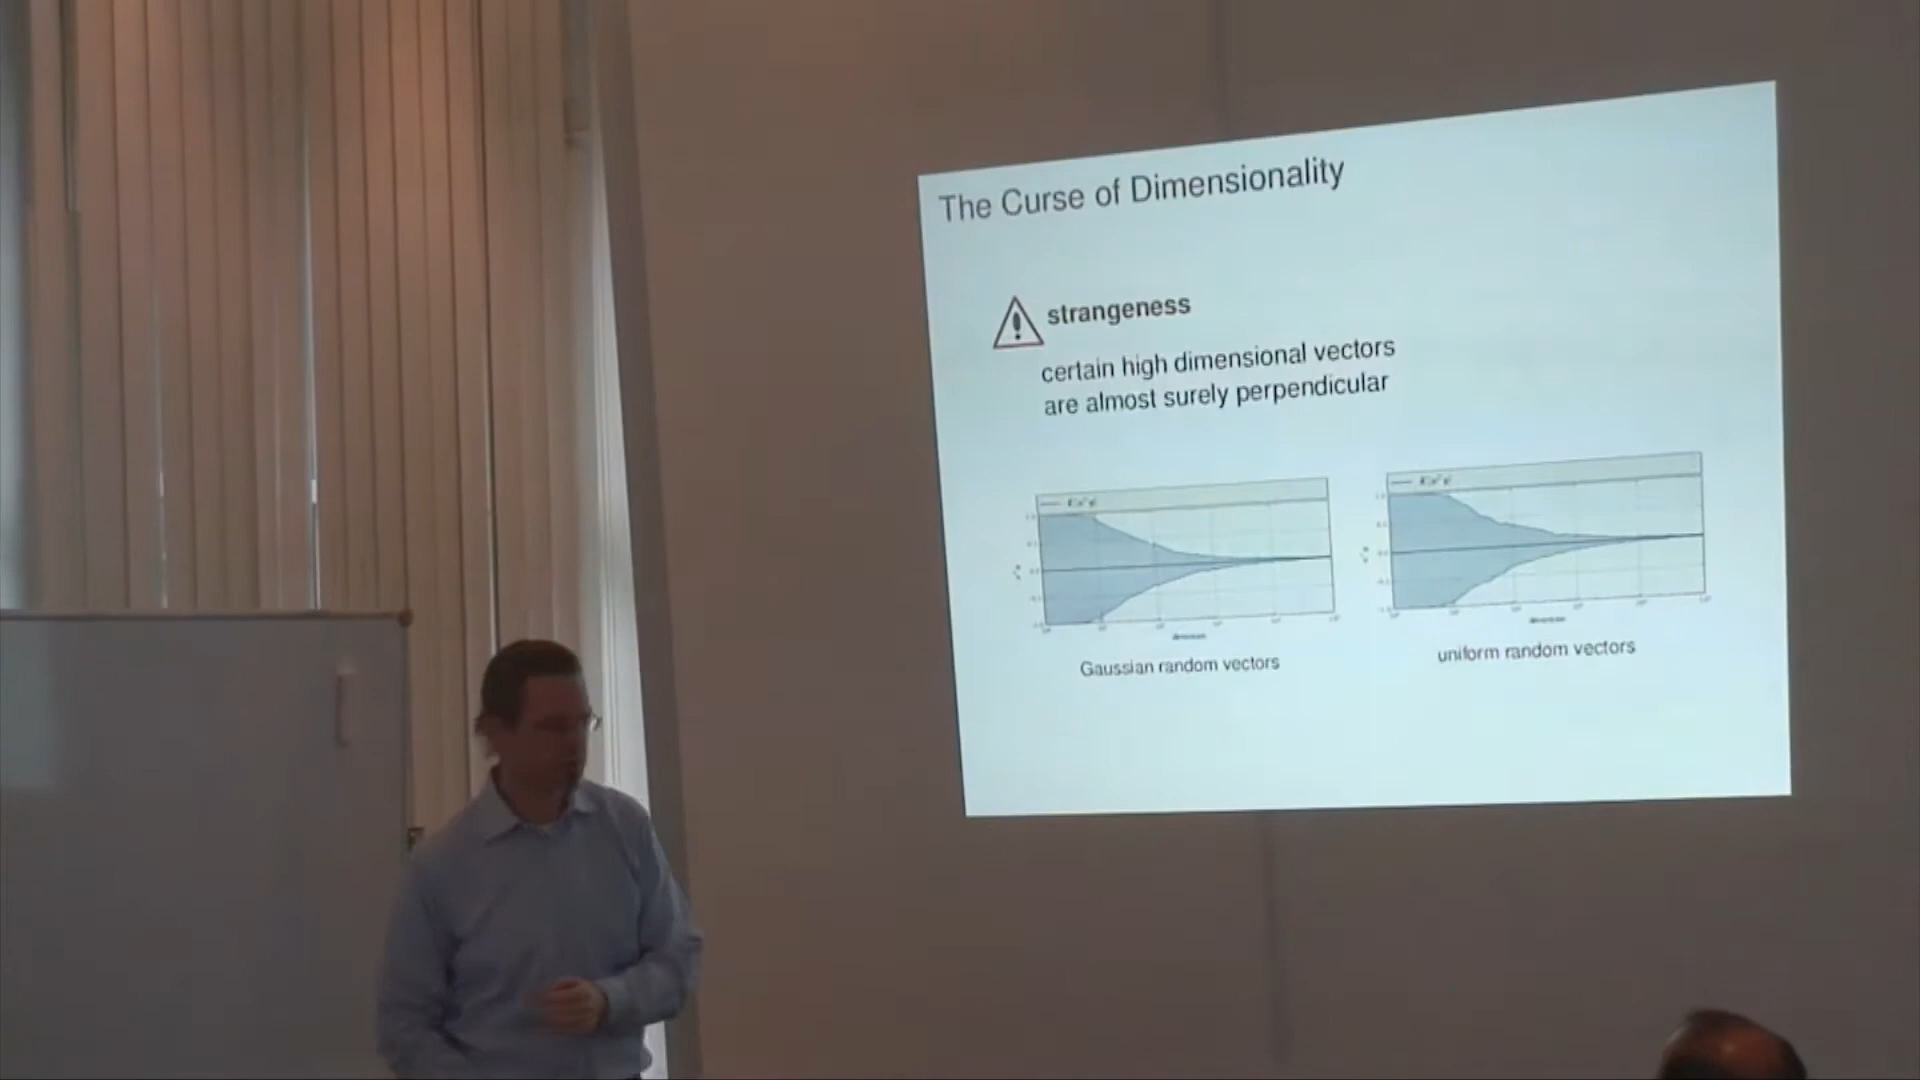 The Curse of Dimensionality
strangeness
certain high dimensional vectors
are almost surely perpendicular
Gaussian random vectors
uniform random vectors